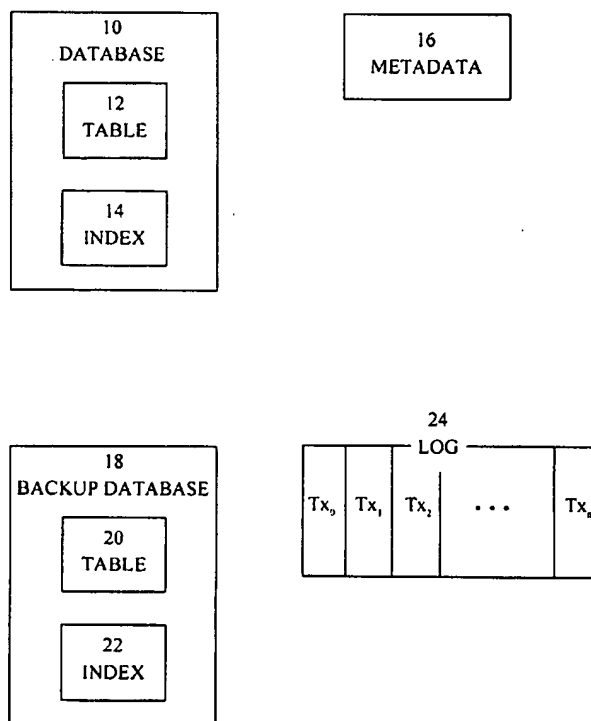 10
DATABASE
12
TABLE
14
INDEX
16
METADATA
18
BACKUP DATABASE
20
TABLE
22
INDEX
24
LOG
Tx₀ Tx₁ Tx₂ • • • Txₙ